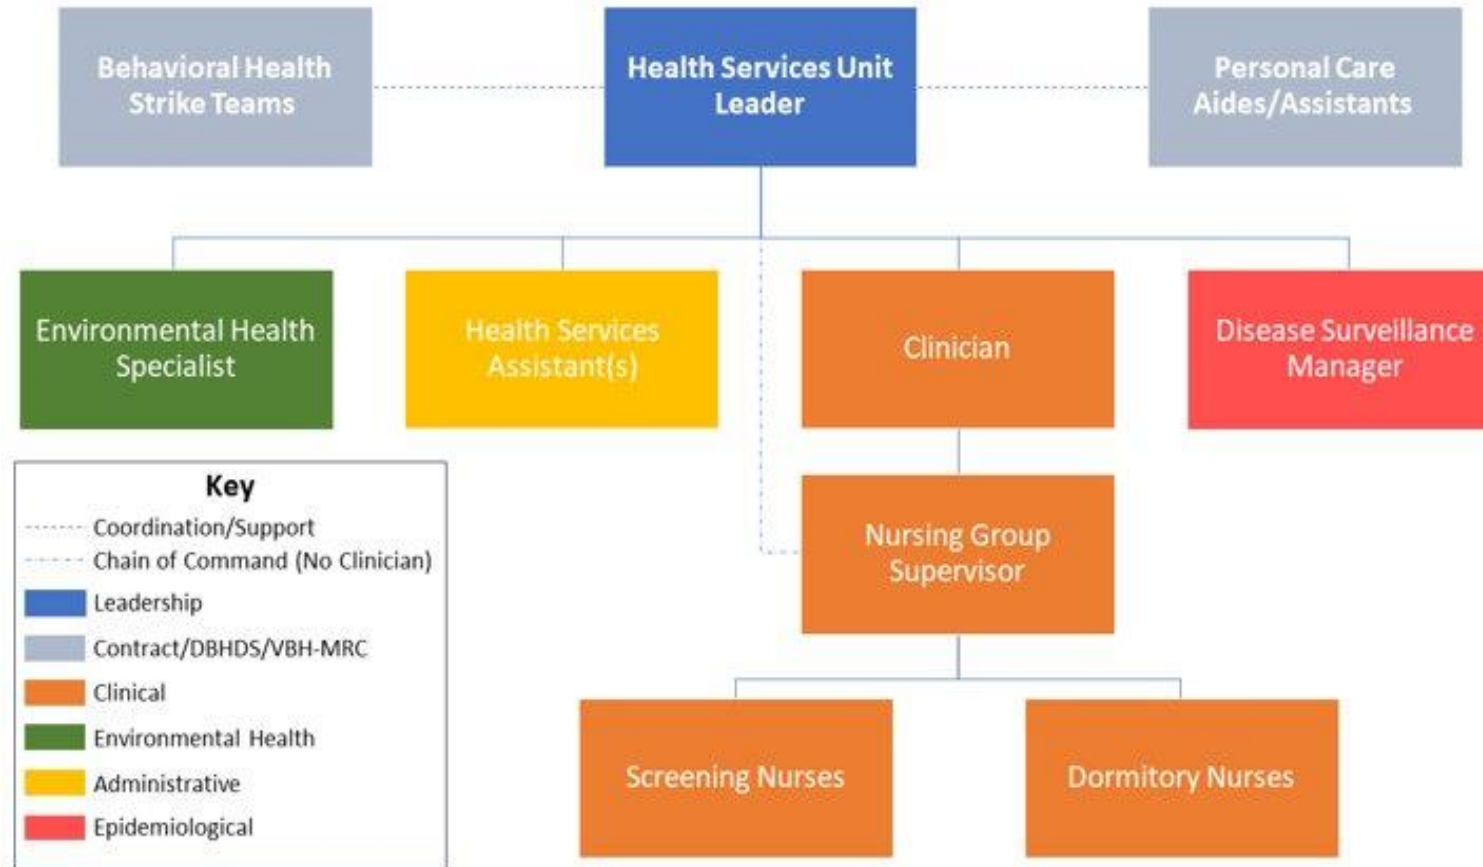 Behavioral Health
Strike Teams
Health Services Unit
Leader
Personal Care
Aides/Assistants
Environmental Health
Specialist
Health Services
Assistant(s)
Clinician
Disease Surveillance
Manager
Nursing Group
Supervisor
Screening Nurses
Dormitory Nurses
Key
Coordination/Support
Chain of Command (No Clinician)
Leadership
Contract/DBHDS/VBH-MRC
Clinical
Environmental Health
Administrative
Epidemiological